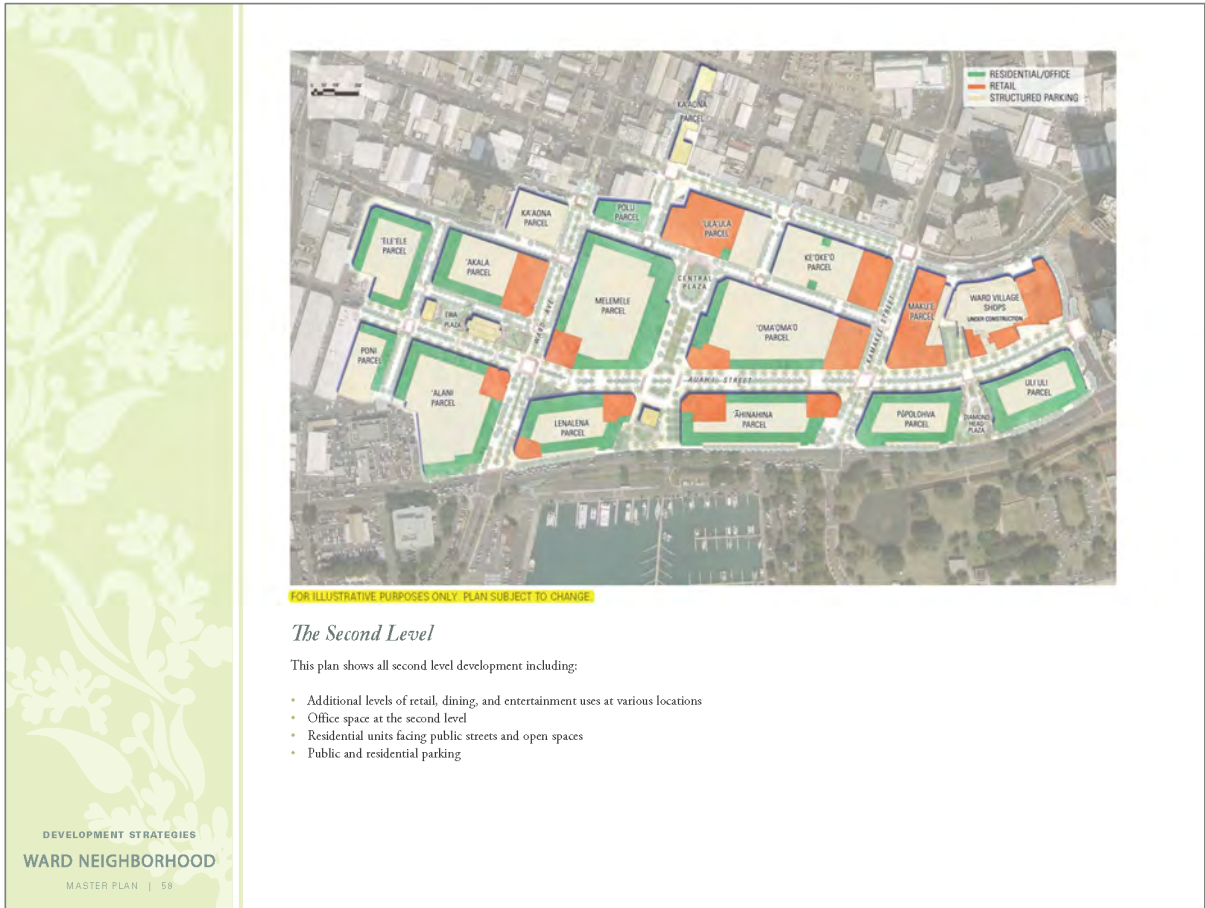 RESIDENTIAL/OFFICE
RETAIL
STRUCTURED PARKING
KA'AONA
PARCEL
KA'AONA
PARCEL
POLU
PARCEL
'ULA'ULA
PARCEL
'ELE'ELE
PARCEL
'AKALA
PARCEL
KE'OKE'O
PARCEL
CENTRAL
PLAZA
MELEMELE
PARCEL
MAKU'E
PARCEL
WARD VILLAGE
SHOPS
UNDER CONSTRUCTION
EWA
PLAZA
WARD AVE
'OMA'OMA'O
PARCEL
KAMAKEE STREET
PONI
PARCEL
AUAHI STREET
'ALANI
PARCEL
ULI ULI
PARCEL
LENALENA
PARCEL
'ĀHINAHINA
PARCEL
PŌPOLOHVA
PARCEL
DIAMOND
HEAD
PLAZA
FOR ILLUSTRATIVE PURPOSES ONLY. PLAN SUBJECT TO CHANGE.
The Second Level
This plan shows all second level development including:
• Additional levels of retail, dining, and entertainment uses at various locations
• Office space at the second level
• Residential units facing public streets and open spaces
• Public and residential parking
DEVELOPMENT STRATEGIES
WARD NEIGHBORHOOD
MASTER PLAN | 58